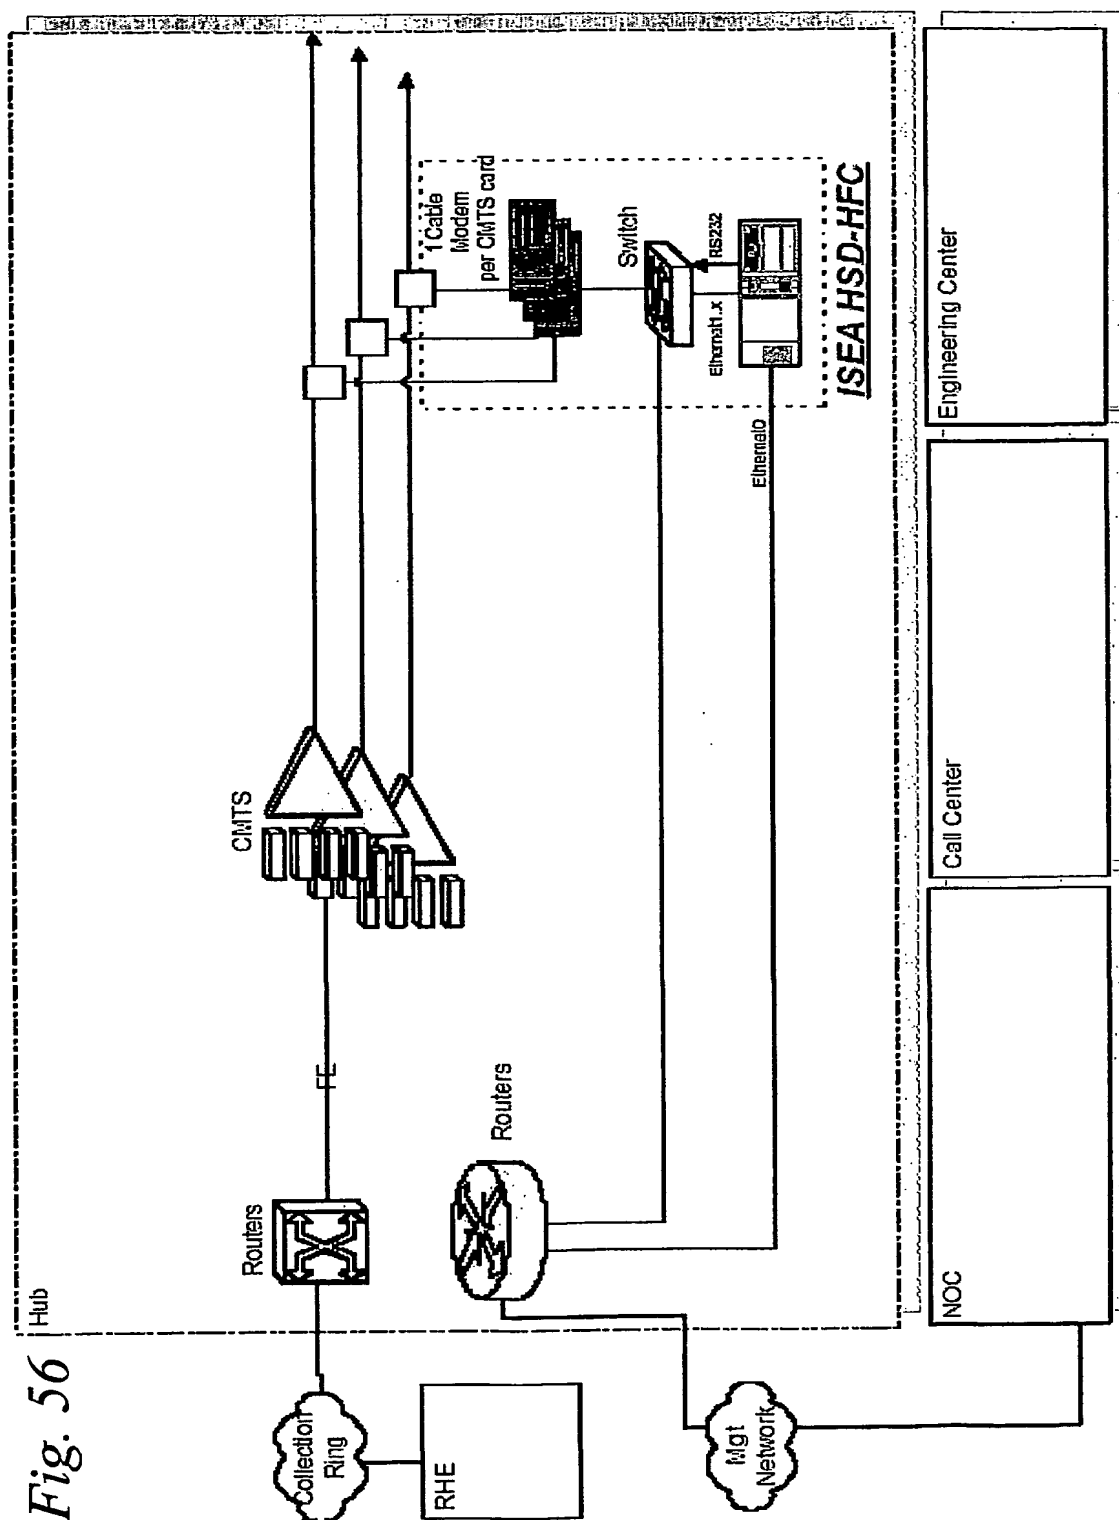 Fig. 56
Hub
Collection
Ring
RHE
Routers
FE
CMTS
1 Cable
Modem
per CMTS card
Switch
RS232
Ethernet1.x
ISEA HSD-HFC
Ethernet0
Routers
Mgt
Network
NOC
Call Center
Engineering Center